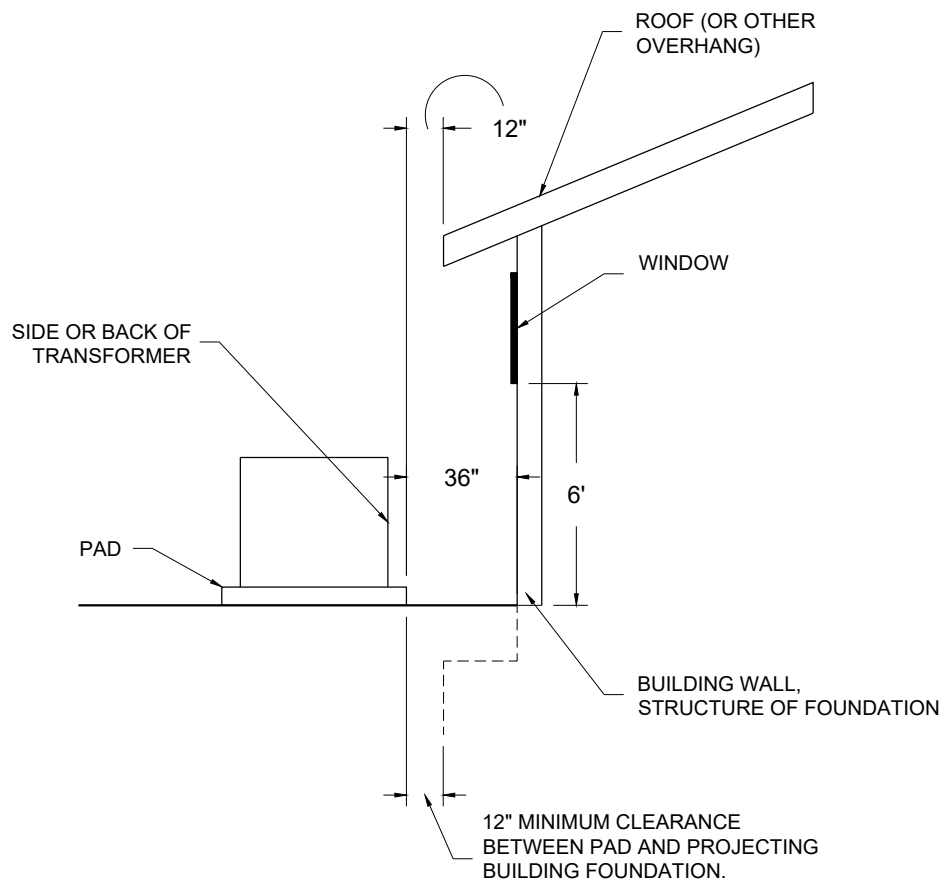 ROOF (OR OTHER
OVERHANG)
12"
WINDOW
SIDE OR BACK OF
TRANSFORMER
36"
6'
PAD
BUILDING WALL,
STRUCTURE OF FOUNDATION
12" MINIMUM CLEARANCE
BETWEEN PAD AND PROJECTING
BUILDING FOUNDATION.